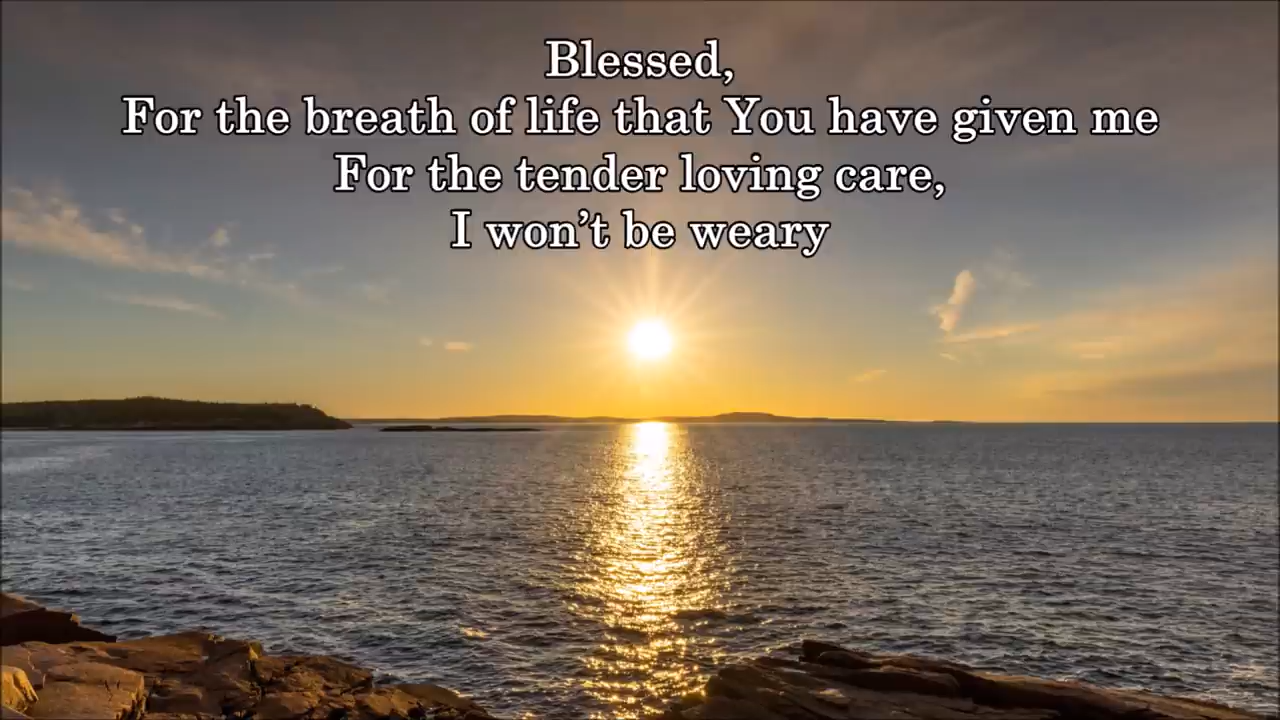 Blessed,
For the breath of life that You have given me
For the tender loving care,
I won’t be weary